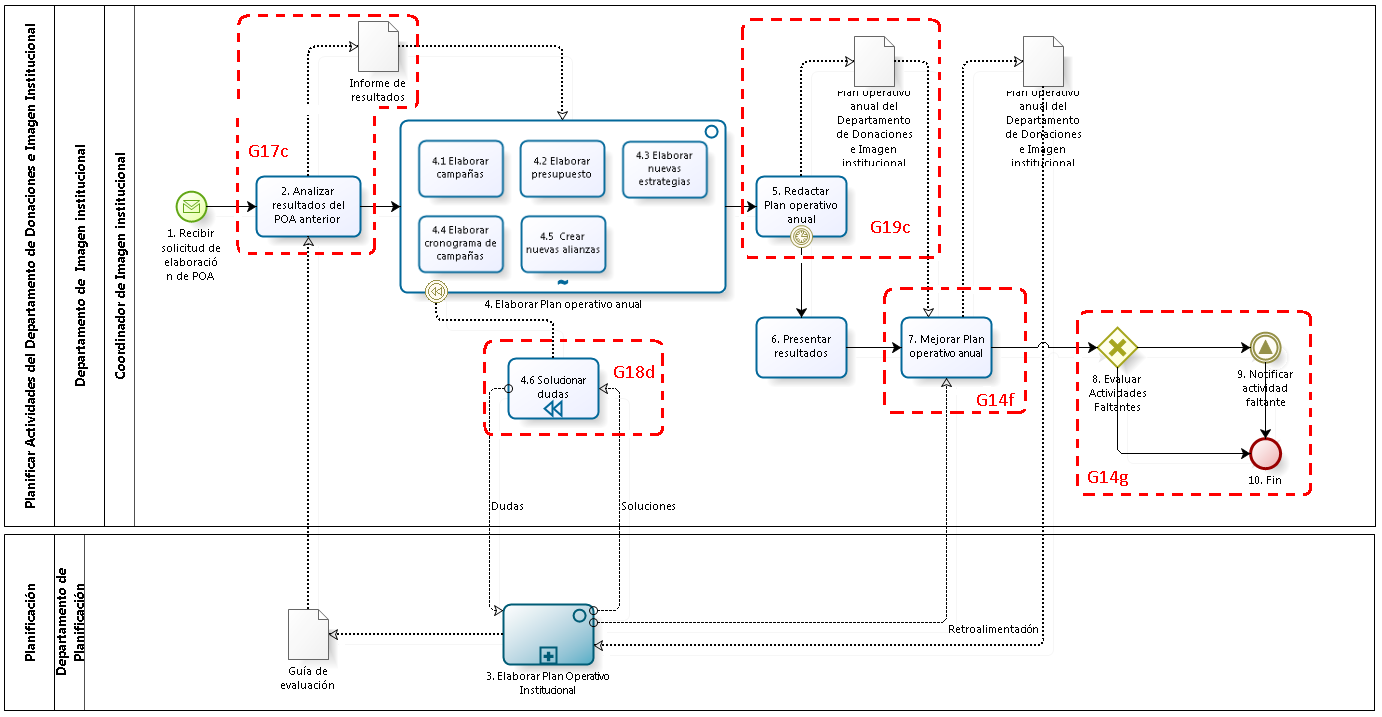 Planificar Actividades del Departamento de Donaciones e Imagen Institucional
Departamento de Imagen institucional
Coordinador de Imagen institucional
1. Recibir
solicitud de
elaboració
n de POA
G17c
2. Analizar
resultados del
POA anterior
Informe de
resultados
4.1 Elaborar
campañas
4.2 Elaborar
presupuesto
4.3 Elaborar
nuevas
estrategias
4.4 Elaborar
cronograma de
campañas
4.5 Crear
nuevas alianzas
4. Elaborar Plan operativo anual
4.6 Solucionar
dudas
G18d
Dudas
Soluciones
5. Redactar
Plan operativo
anual
G19c
Plan operativo
anual del
Departamento
de Donaciones
e Imagen
institucional
6. Presentar
resultados
7. Mejorar Plan
operativo anual
G14f
Plan operativo
anual del
Departamento
de Donaciones
e Imagen
institucional
8. Evaluar
Actividades
Faltantes
9. Notificar
actividad
faltante
10. Fin
G14g
Planificación
Departamento de
Planificación
Guía de
evaluación
3. Elaborar Plan Operativo
Institucional
Retroalimentación